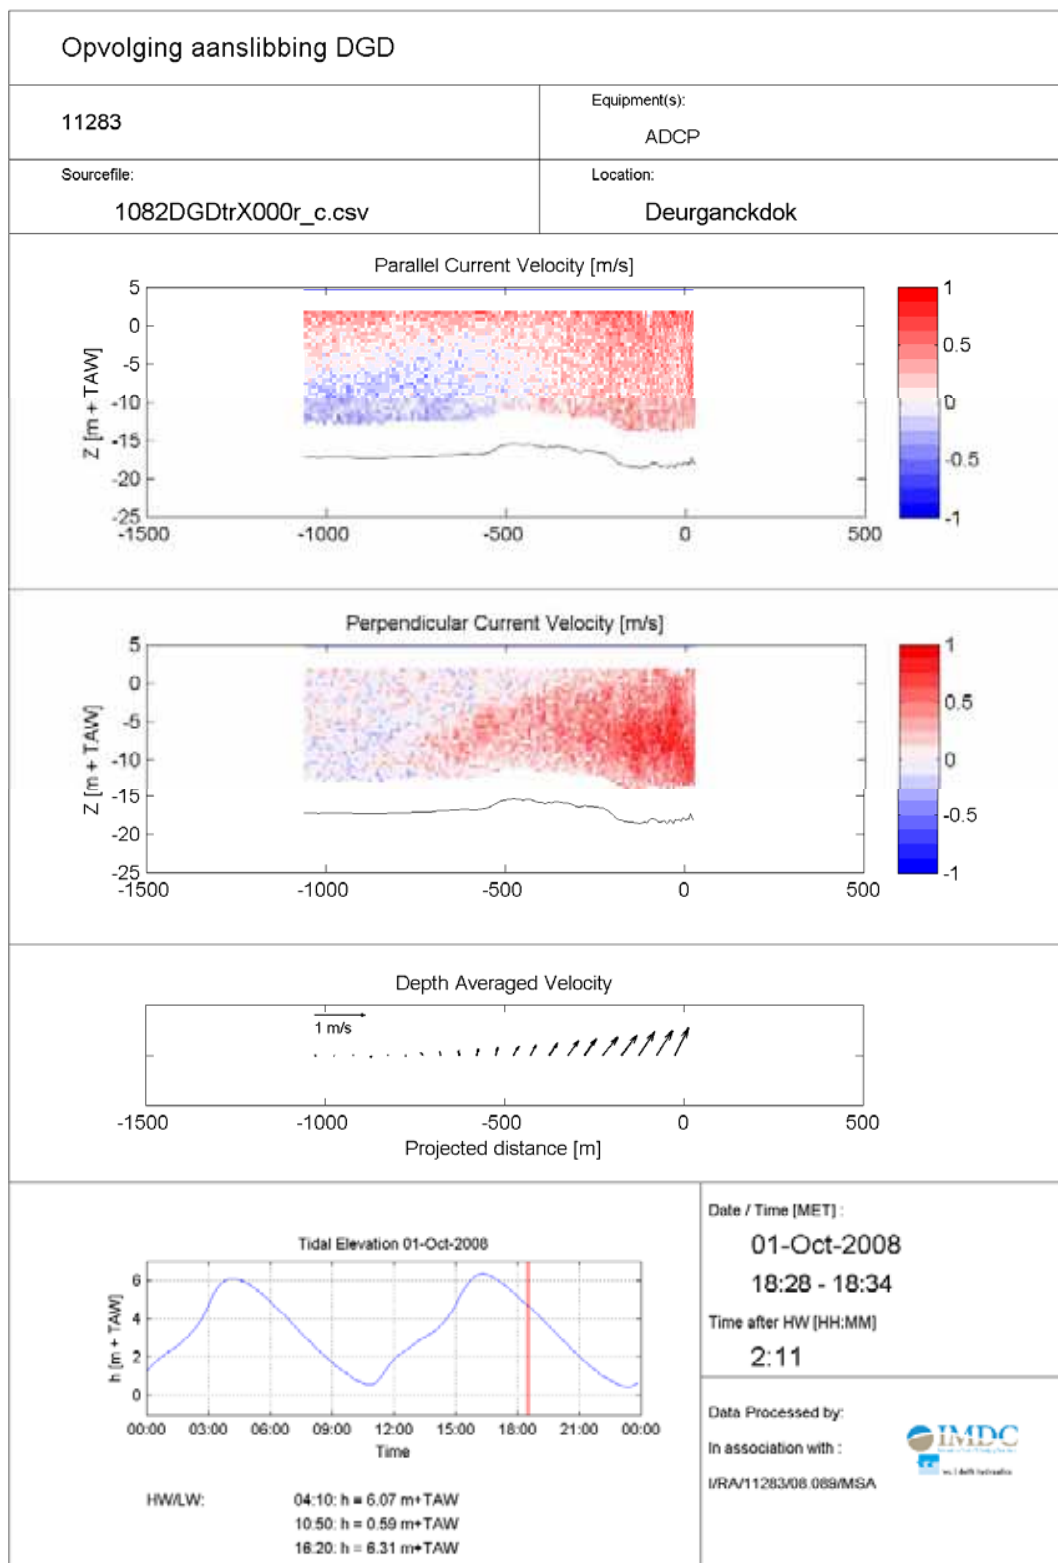 Opvolging aanslibbing DGD
11283
Equipment(s):
ADCP
Sourcefile:
1082DGDtrX000r_c.csv
Location:
Deurganckdok
Parallel Current Velocity [m/s]
5
0
-5
-10
-15
-20
-25
Z [m + TAW]
-1500
-1000
-500
0
500
1
0.5
0
-0.5
-1
Perpendicular Current Velocity [m/s]
5
0
-5
-10
-15
-20
-25
Z [m + TAW]
-1500
-1000
-500
0
500
1
0.5
0
-0.5
-1
Depth Averaged Velocity
1 m/s
-1500
-1000
-500
0
500
Projected distance [m]
Tidal Elevation 01-Oct-2008
6
4
2
0
h [m + TAW]
00:00
03:00
06:00
09:00
12:00
15:00
18:00
21:00
00:00
Time
HW/LW:
04:10: h = 6.07 m+TAW
10:50: h = 0.59 m+TAW
16:20: h = 6.31 m+TAW
Date / Time [MET] :
01-Oct-2008
18:28 - 18:34
Time after HW [HH:MM]
2:11
Data Processed by:
IMDC
In association with :
wl | delft hydraulics
I/RA/11283/08.089/MSA